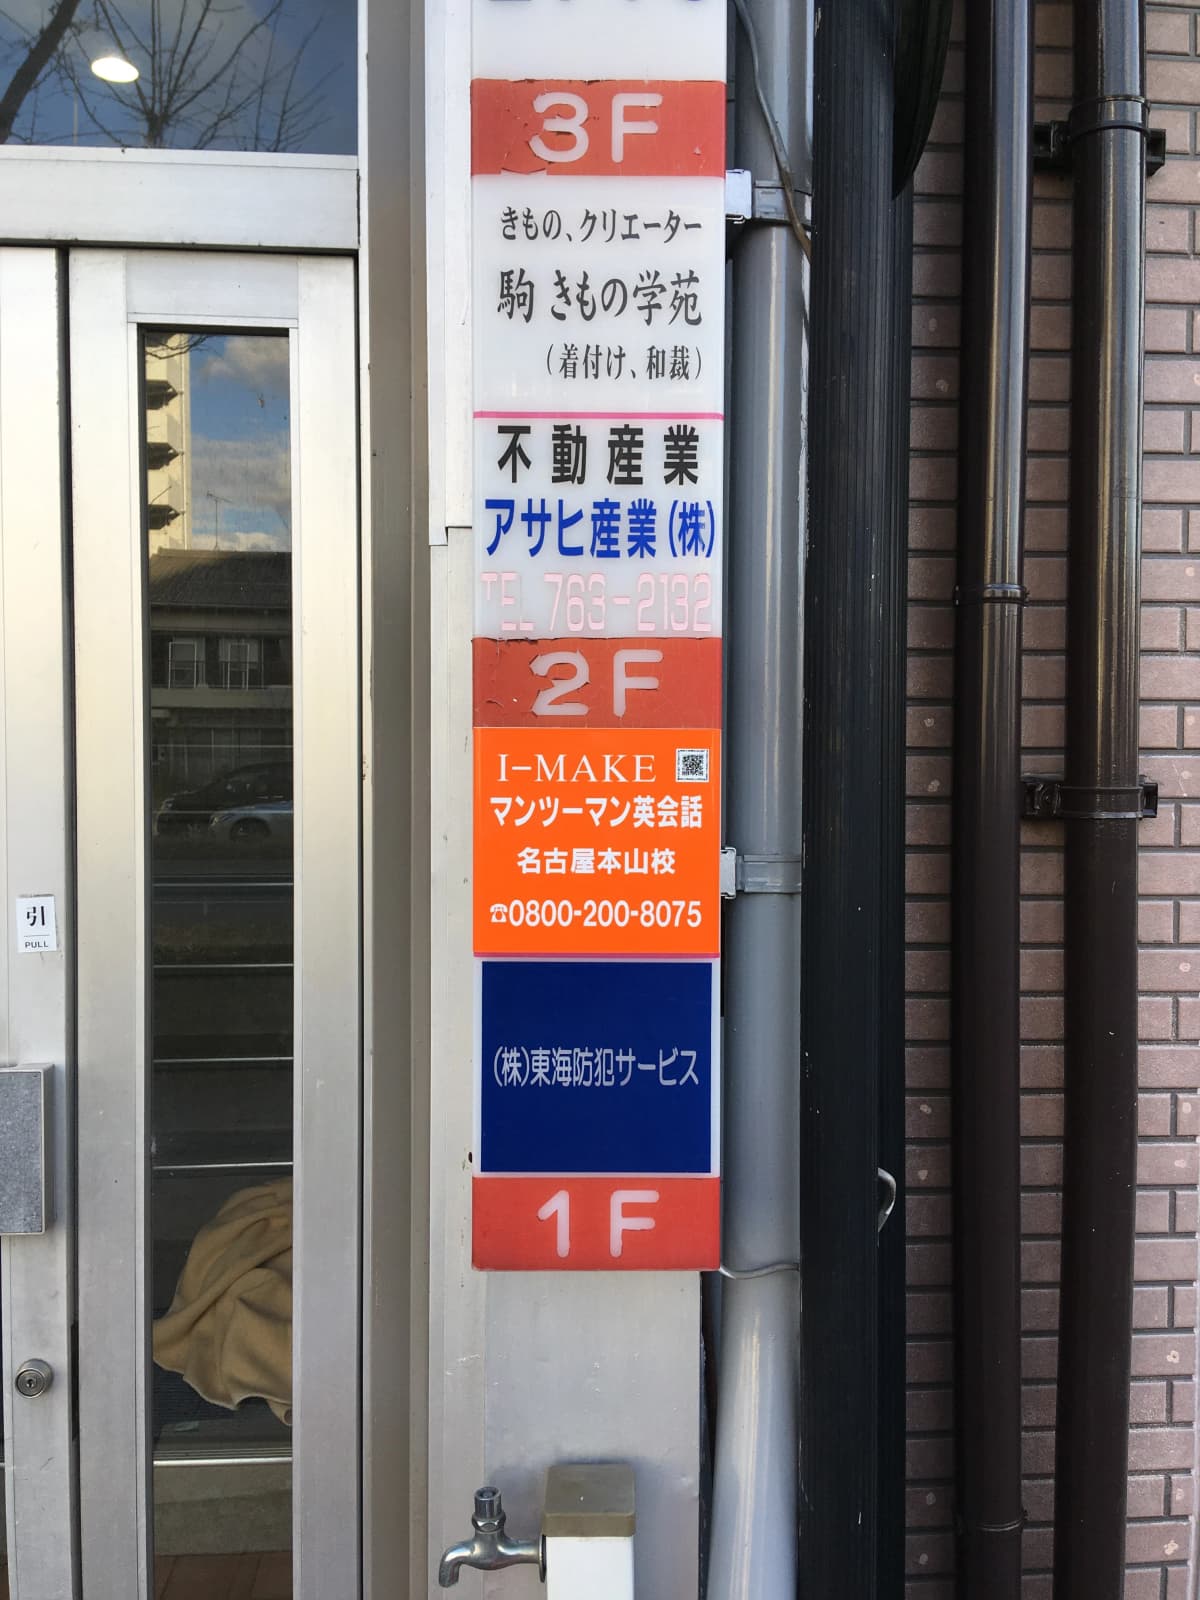 3F
きもの、クリエーター
駒 きもの学苑
(着付け、和裁)
不動産業
アサヒ産業(株)
TEL 763-2132
2F
I-MAKE
マンツーマン英会話
名古屋本山校
☎0800-200-8075
(株)東海防犯サービス
1F
引
PULL